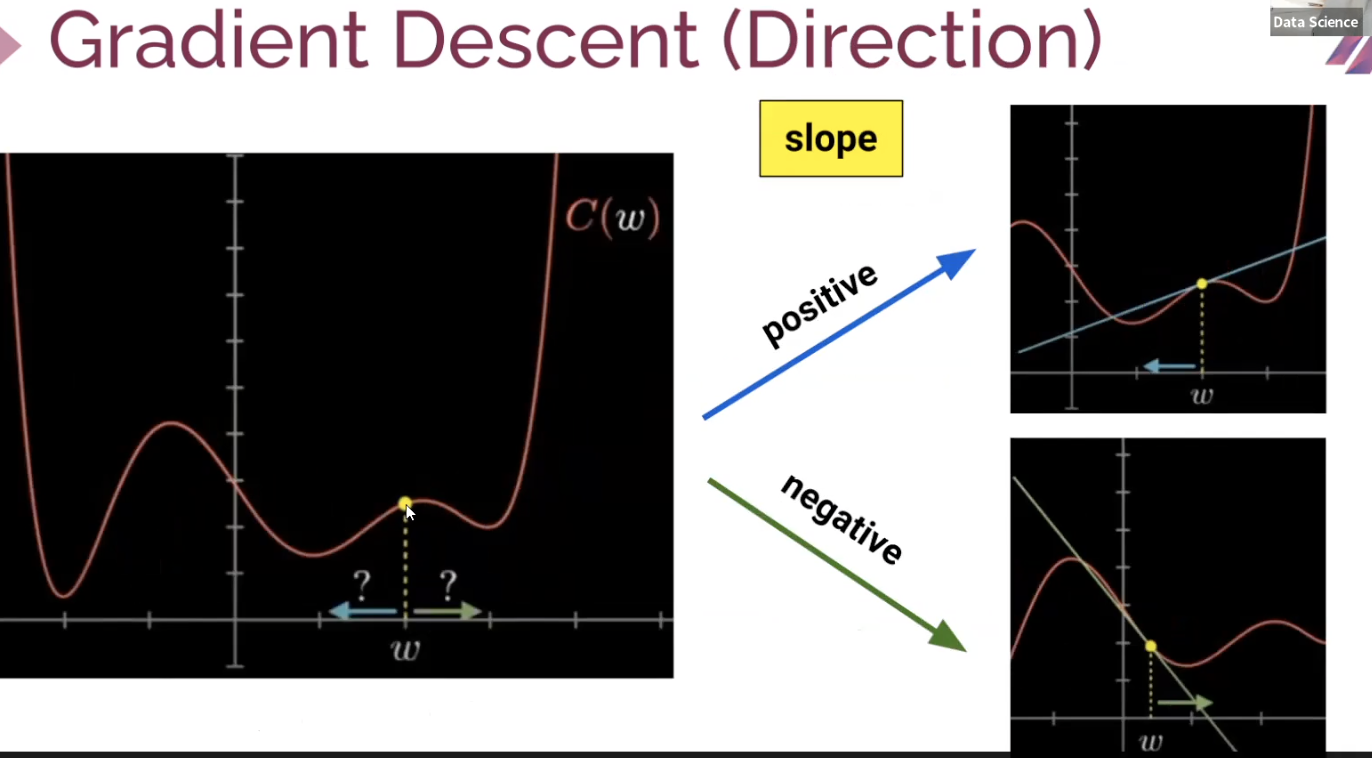 Gradient Descent (Direction)
Data Science
slope
C(w)
positive
negative
? ?
w
w
w